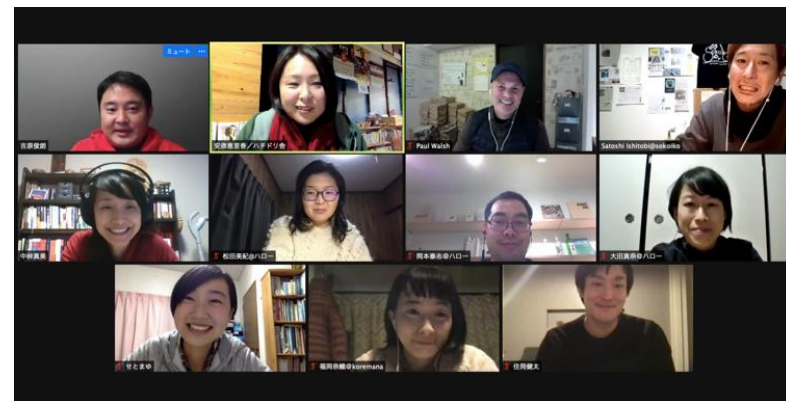 ミュート ...
吉原俊朗
安彦恵里香／ハチドリ舎
Paul Walsh
Satoshi Ishitobi@sokoiko
中峠真美
松田美紀@ハロー
岡本泰志@ハロー
大田真奈@ハロー
せとまゆ
福岡奈織@koremana
住岡健太